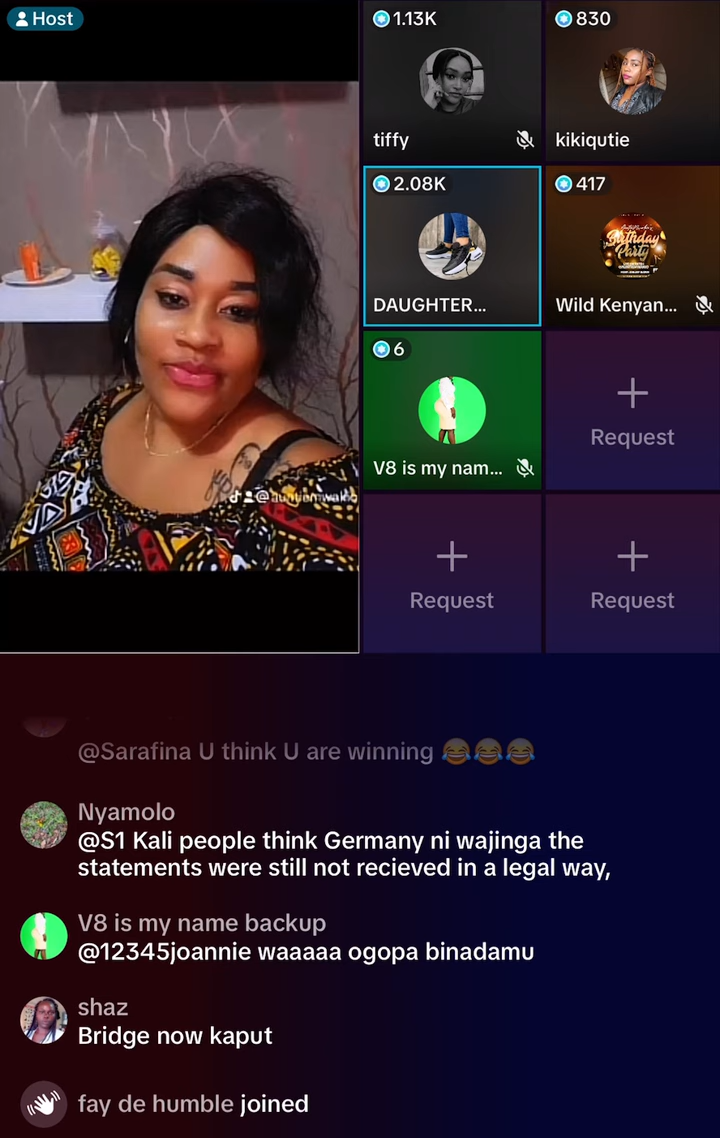 Host
1.13K
tiffy
830
kikiqutie
2.08K
DAUGHTER...
417
Birthday
Party
Wild Kenyan...
6
V8 is my nam...
Request
Request
Request
@Sarafina U think U are winning 😂😂😂
Nyamolo
@S1 Kali people think Germany ni wajinga the
statements were still not recieved in a legal way,
V8 is my name backup
@12345joannie waaaaa ogopa binadamu
shaz
Bridge now kaput
fay de humble joined